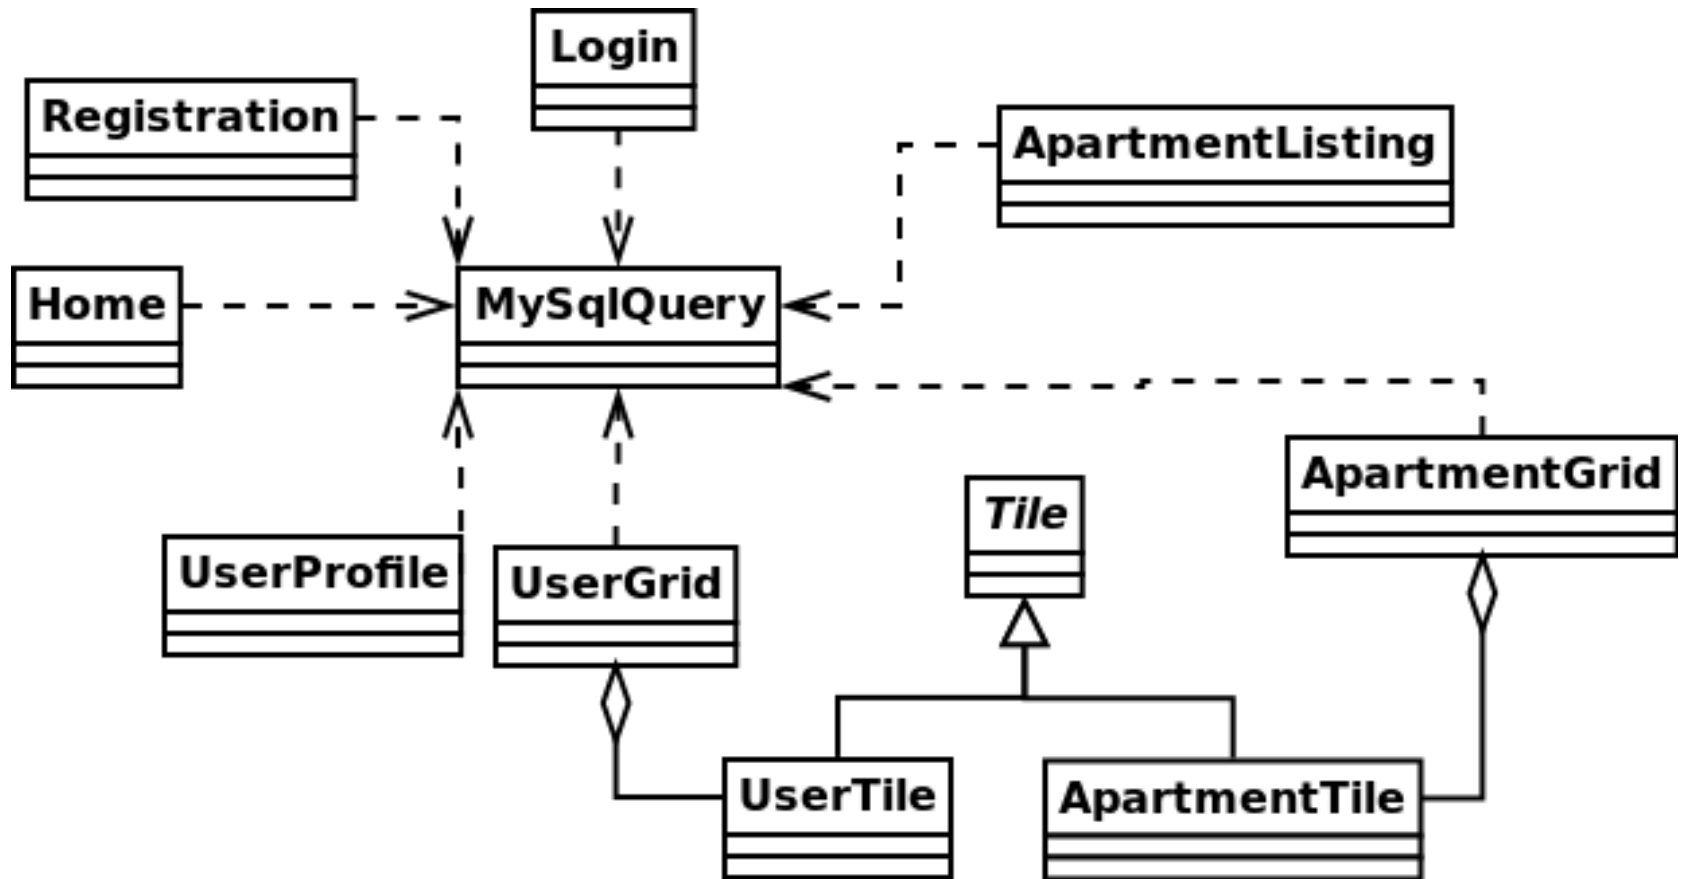 Login
Registration
ApartmentListing
Home
MySqlQuery
ApartmentGrid
Tile
UserProfile
UserGrid
UserTile
ApartmentTile